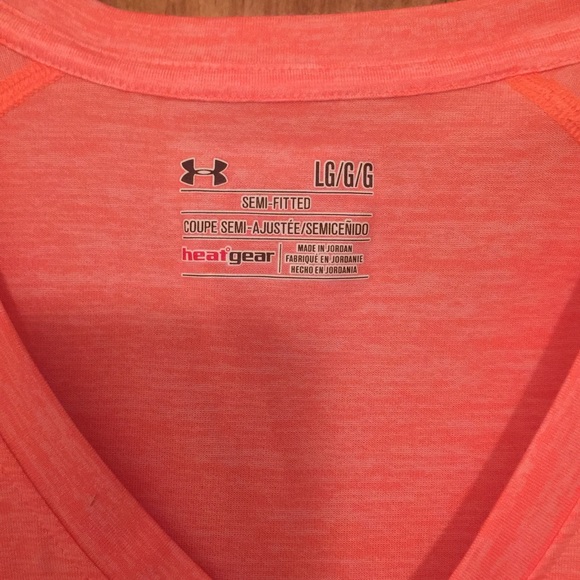 LG/G/G
SEMI-FITTED
COUPE SEMI-AJUSTÉE/SEMICEÑIDO
heatgear
MADE IN JORDAN
FABRIQUÉ EN JORDANIE
HECHO EN JORDANIA